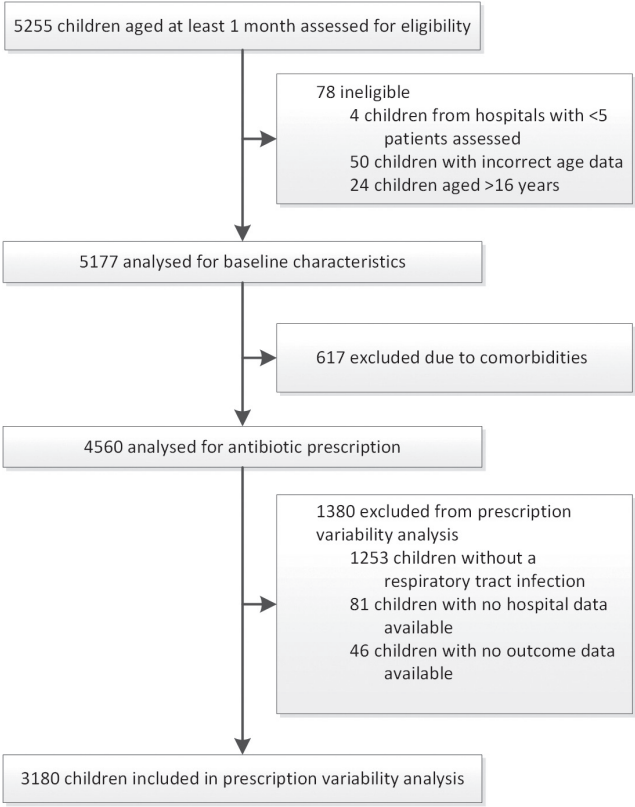 5255 children aged at least 1 month assessed for eligibility
78 ineligible
4 children from hospitals with <5
patients assessed
50 children with incorrect age data
24 children aged >16 years
5177 analysed for baseline characteristics
617 excluded due to comorbidities
4560 analysed for antibiotic prescription
1380 excluded from prescription
variability analysis
1253 children without a
respiratory tract infection
81 children with no hospital data
available
46 children with no outcome data
available
3180 children included in prescription variability analysis